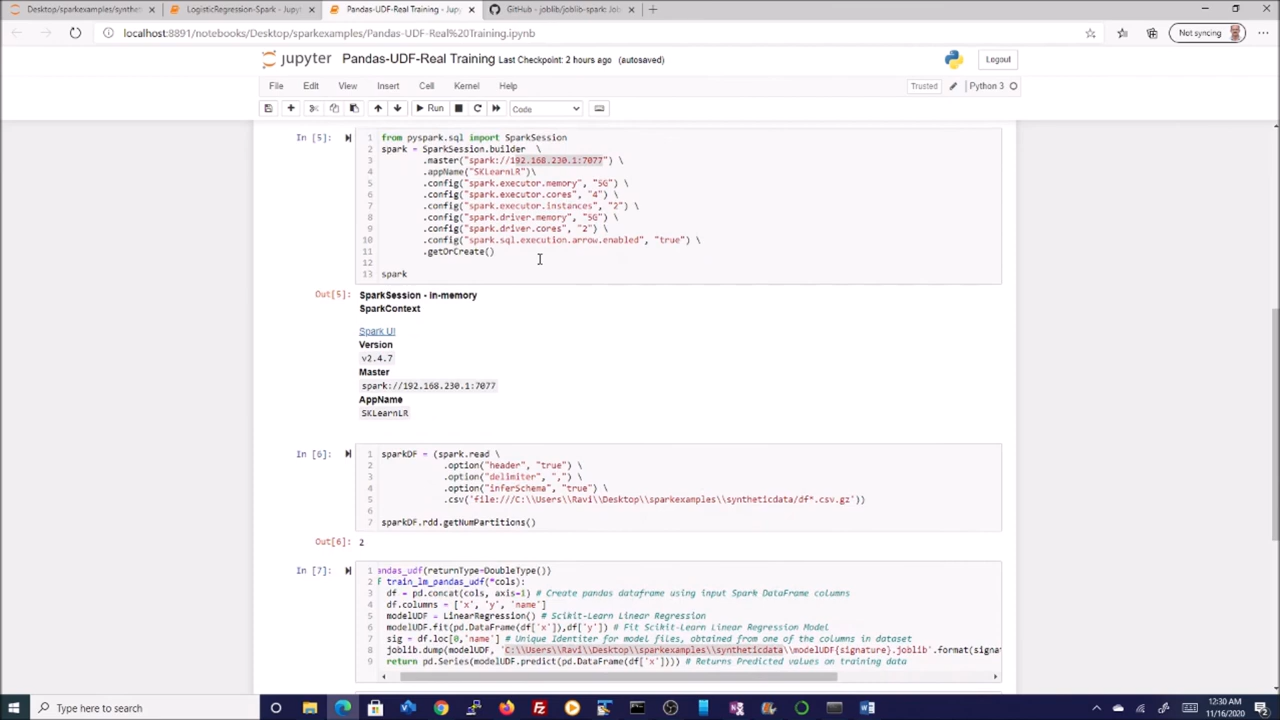 Desktop/sparkexamples/synthet
LogisticRegression-Spark - Jupyt
Pandas-UDF-Real Training - Jupy
GitHub - joblib/joblib-spark: Job
localhost:8891/notebooks/Desktop/sparkexamples/Pandas-UDF-Real%20Training.ipynb
Not syncing
jupyter Pandas-UDF-Real Training Last Checkpoint: 2 hours ago (autosaved)
Logout
File Edit View Insert Cell Kernel Help
Trusted
Python 3
Run
Code
In [5]:
1 from pyspark.sql import SparkSession
2 spark = SparkSession.builder \
3 .master("spark://192.168.230.1:7077") \
4 .appName("SKLearnLR")\
5 .config("spark.executor.memory", "5G") \
6 .config("spark.executor.cores", "4") \
7 .config("spark.executor.instances", "2") \
8 .config("spark.driver.memory", "5G") \
9 .config("spark.driver.cores", "2") \
10 .config("spark.sql.execution.arrow.enabled", "true") \
11 .getOrCreate()
12
13 spark
Out[5]:
SparkSession - in-memory
SparkContext
Spark UI
Version
v2.4.7
Master
spark://192.168.230.1:7077
AppName
SKLearnLR
In [6]:
1 sparkDF = (spark.read \
2 .option("header", "true") \
3 .option("delimiter", ",") \
4 .option("inferSchema", "true") \
5 .csv('file:///C:\\Users\\Ravi\\Desktop\\sparkexamples\\syntheticdata/df*.csv.gz'))
6
7 sparkDF.rdd.getNumPartitions()
Out[6]: 2
In [7]:
1 andas_udf(returnType=DoubleType())
2 f train_lm_pandas_udf(*cols):
3 df = pd.concat(cols, axis=1) # Create pandas dataframe using input Spark DataFrame columns
4 df.columns = ['x', 'y', 'name']
5 modelUDF = LinearRegression() # Scikit-Learn Linear Regression
6 modelUDF.fit(pd.DataFrame(df['x']),df['y']) # Fit Scikit-Learn Linear Regression Model
7 sig = df.loc[0,'name'] # Unique Identiter for model files, obtained from one of the columns in dataset
8 joblib.dump(modelUDF, 'C:\\Users\\Ravi\\Desktop\\sparkexamples\\syntheticdata\\modelUDF{signature}.joblib'.format(signa
9 return pd.Series(modelUDF.predict(pd.DataFrame(df['x']))) # Returns Predicted values on training data
Type here to search
12:30 AM
11/16/2020